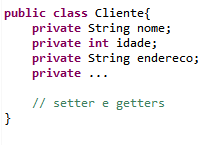 public class Cliente{
    private String nome;
    private int idade;
    private String endereco;
    private ...

    // setter e getters
}